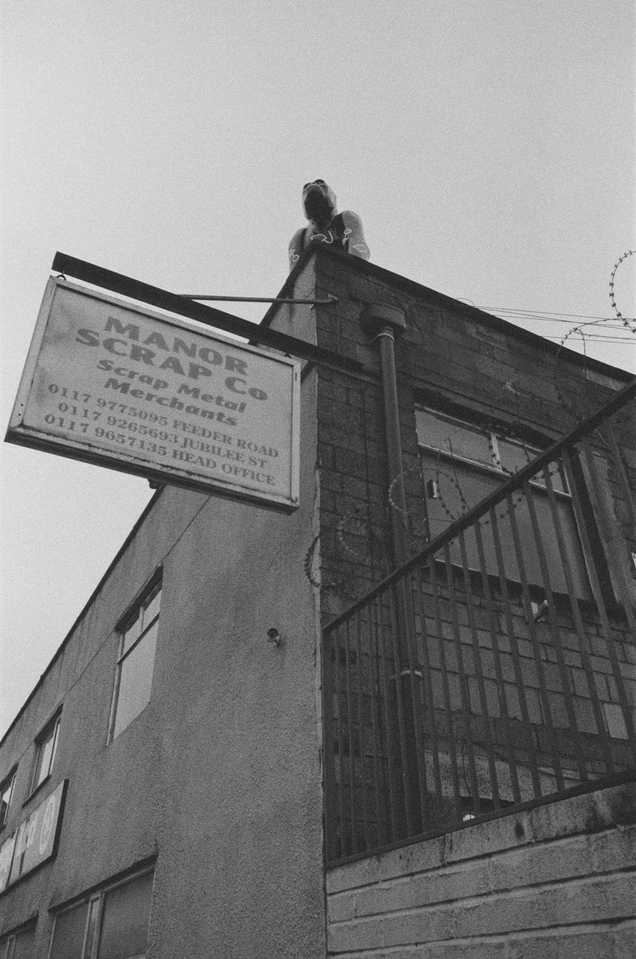 MANOR
SCRAP Co
Scrap Metal
Merchants
0117 9775095 FEEDER ROAD
0117 9265693 JUBILEE ST
0117 9057135 HEAD OFFICE